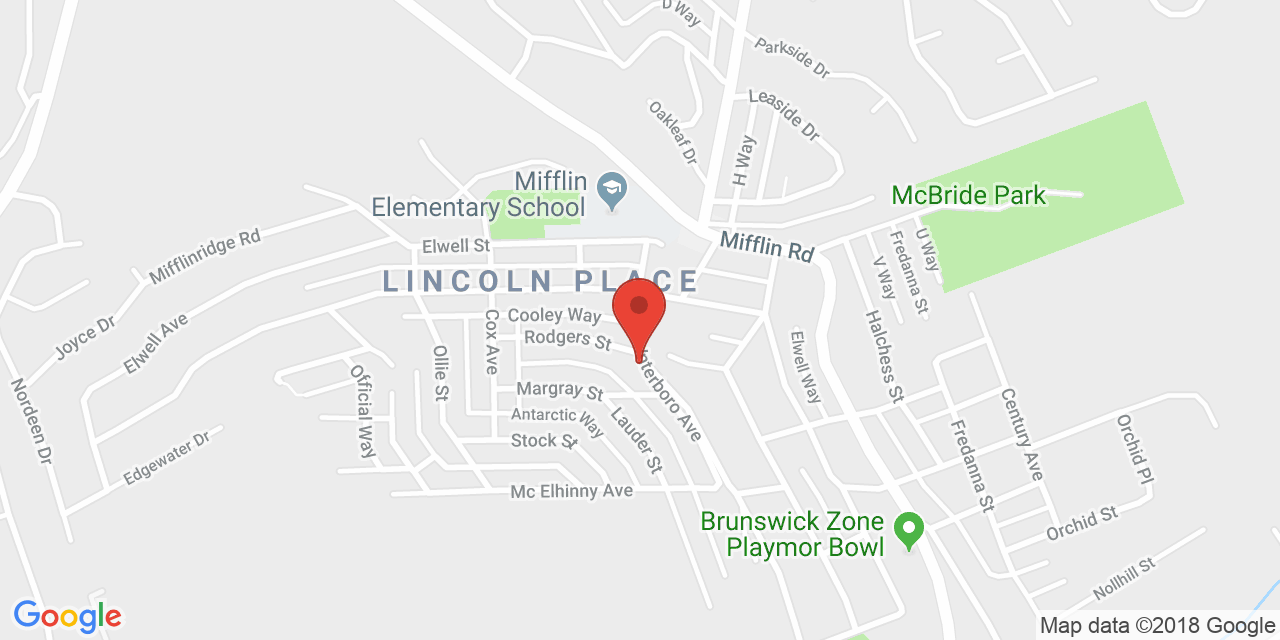 D Way
Parkside Dr
Leaside Dr
Oakleaf Dr
H Way
Mifflin
Elementary School
McBride Park
Mifflin Rd
U Way
Fredanna St
V Way
Mifflinridge Rd
Elwell St
LINCOLN PLACE
Joyce Dr
Elwell Ave
Cooley Way
Rodgers St
Cox Ave
Ollie St
Official Way
Norderen Dr
Edgewater Dr
Margray St
Antarctic Way
Stock St
Lauder St
Mc Elhinny Ave
Elwell Way
Halchess St
Century Ave
Fredanna St
Orchid Pl
Orchid St
Nollhill St
Brunswick Zone
Playmor Bowl
Google
Map data ©2018 Google